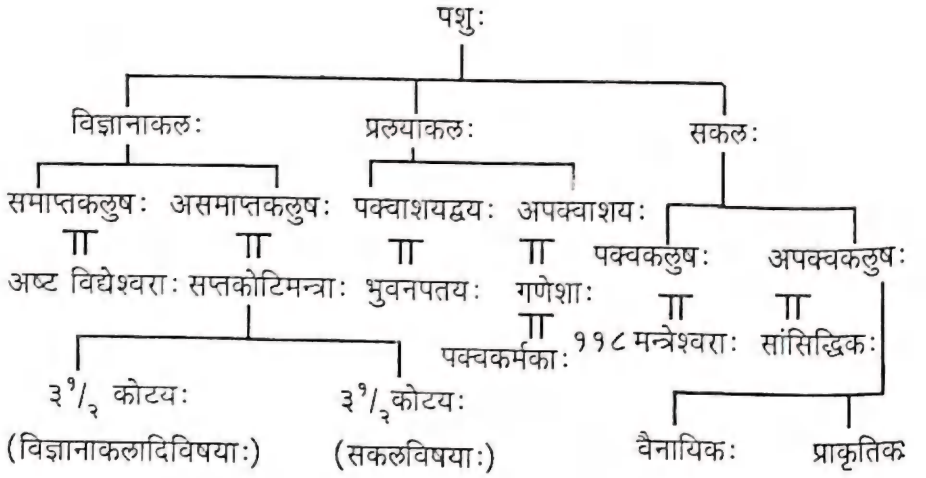 पशुः
विज्ञानाकलः प्रलयाकलः सकलः
समाप्तकलुषः असमाप्तकलुषः पक्वाशयद्वयः अपक्वाशयः
पक्वकलुषः अपक्वकलुषः
अष्ट विद्येश्वराः सप्तकोटिमन्त्राः भुवनपतयः गणेशाः
पक्वकर्मकाः ११८ मन्त्रेश्वराः सांसिद्धिकः
३१/२ कोटयः ३१/२ कोटयः
(विज्ञानाकलादिविषयाः) (सकलविषयाः) वैनायिकः प्राकृतिक